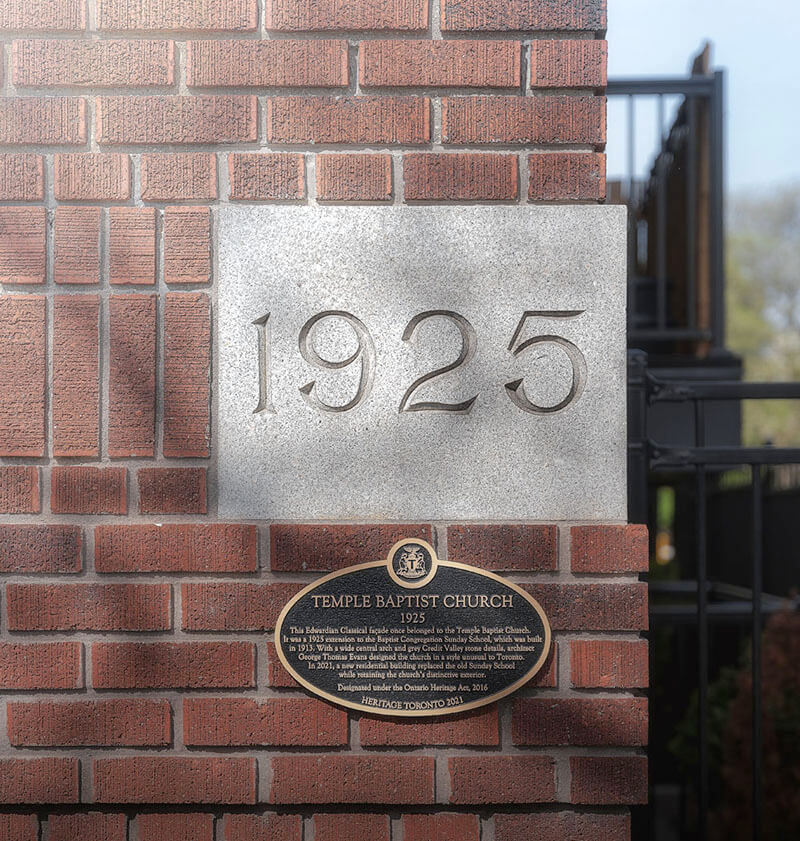 1925
TEMPLE BAPTIST CHURCH
1925
This Edwardian Classical façade once belonged to the Temple Baptist Church.
It was a 1925 extension to the Baptist Congregation Sunday School, which was built
in 1913. With a wide central arch and grey Credit Valley stone details, architect
George Thomas Evans designed the church in a style unusual to Toronto.
In 2021, a new residential building replaced the old Sunday School
while retaining the church's distinctive exterior.
Designated under the Ontario Heritage Act, 2016
HERITAGE TORONTO 2021